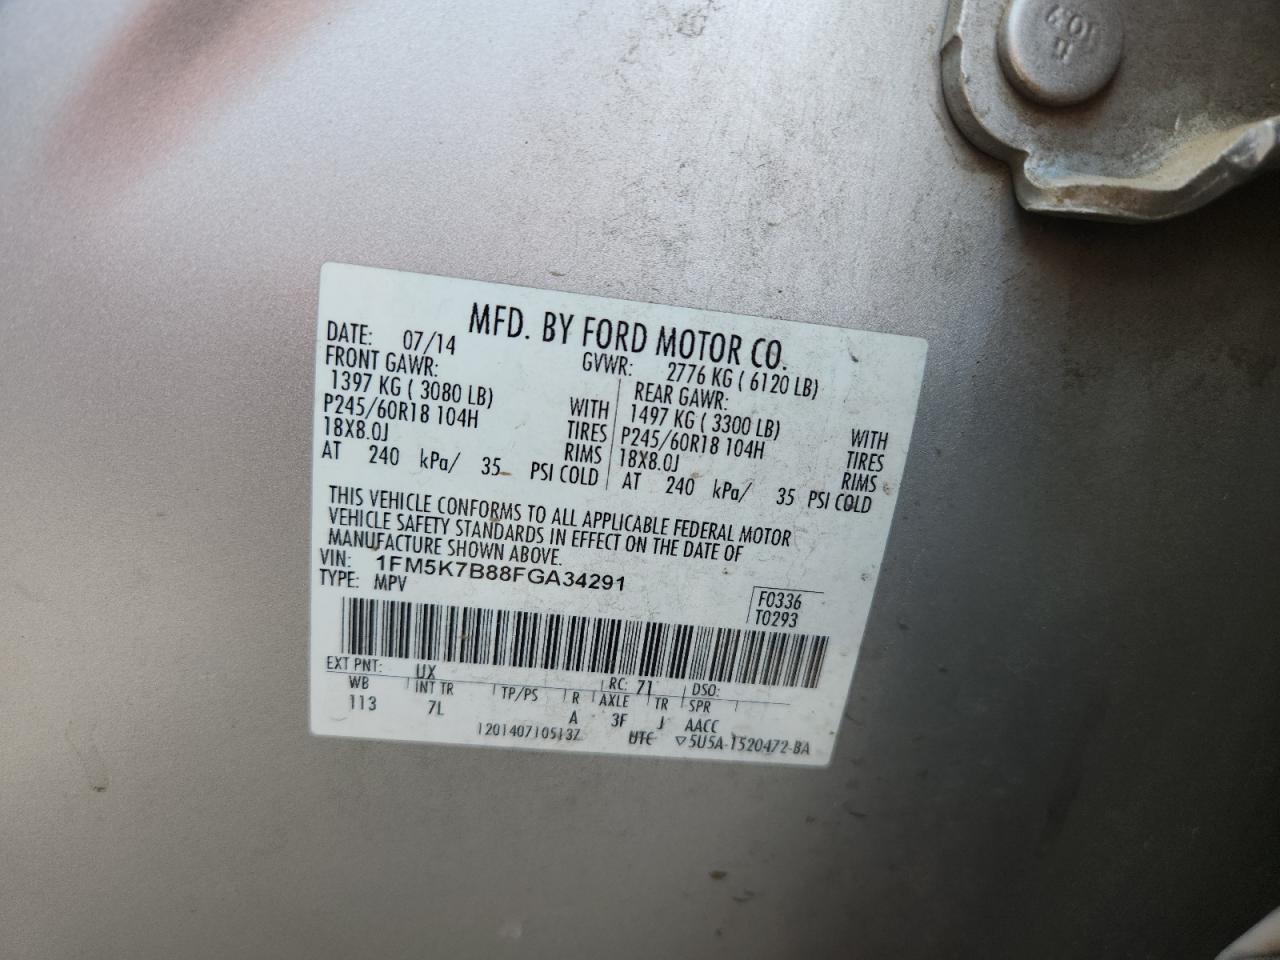 MFD. BY FORD MOTOR CO.
DATE: 07/14 GVWR: 2776 KG ( 6120 LB)
FRONT GAWR: REAR GAWR:
1397 KG ( 3080 LB) WITH 1497 KG ( 3300 LB) WITH
P245/60R18 104H TIRES P245/60R18 104H TIRES
18X8.0J RIMS 18X8.0J RIMS
AT 240 kPa/ 35 PSI COLD AT 240 kPa/ 35 PSI COLD
THIS VEHICLE CONFORMS TO ALL APPLICABLE FEDERAL MOTOR
VEHICLE SAFETY STANDARDS IN EFFECT ON THE DATE OF
MANUFACTURE SHOWN ABOVE.
VIN: 1FM5K7B88FGA34291
TYPE: MPV
F0336
T0293
EXT PNT: UX RC: 71 DSO:
WB INT TR TP/PS R AXLE TR SPR
113 7L A 3F J AACC
UTC ▽5U5A-1520472-BA